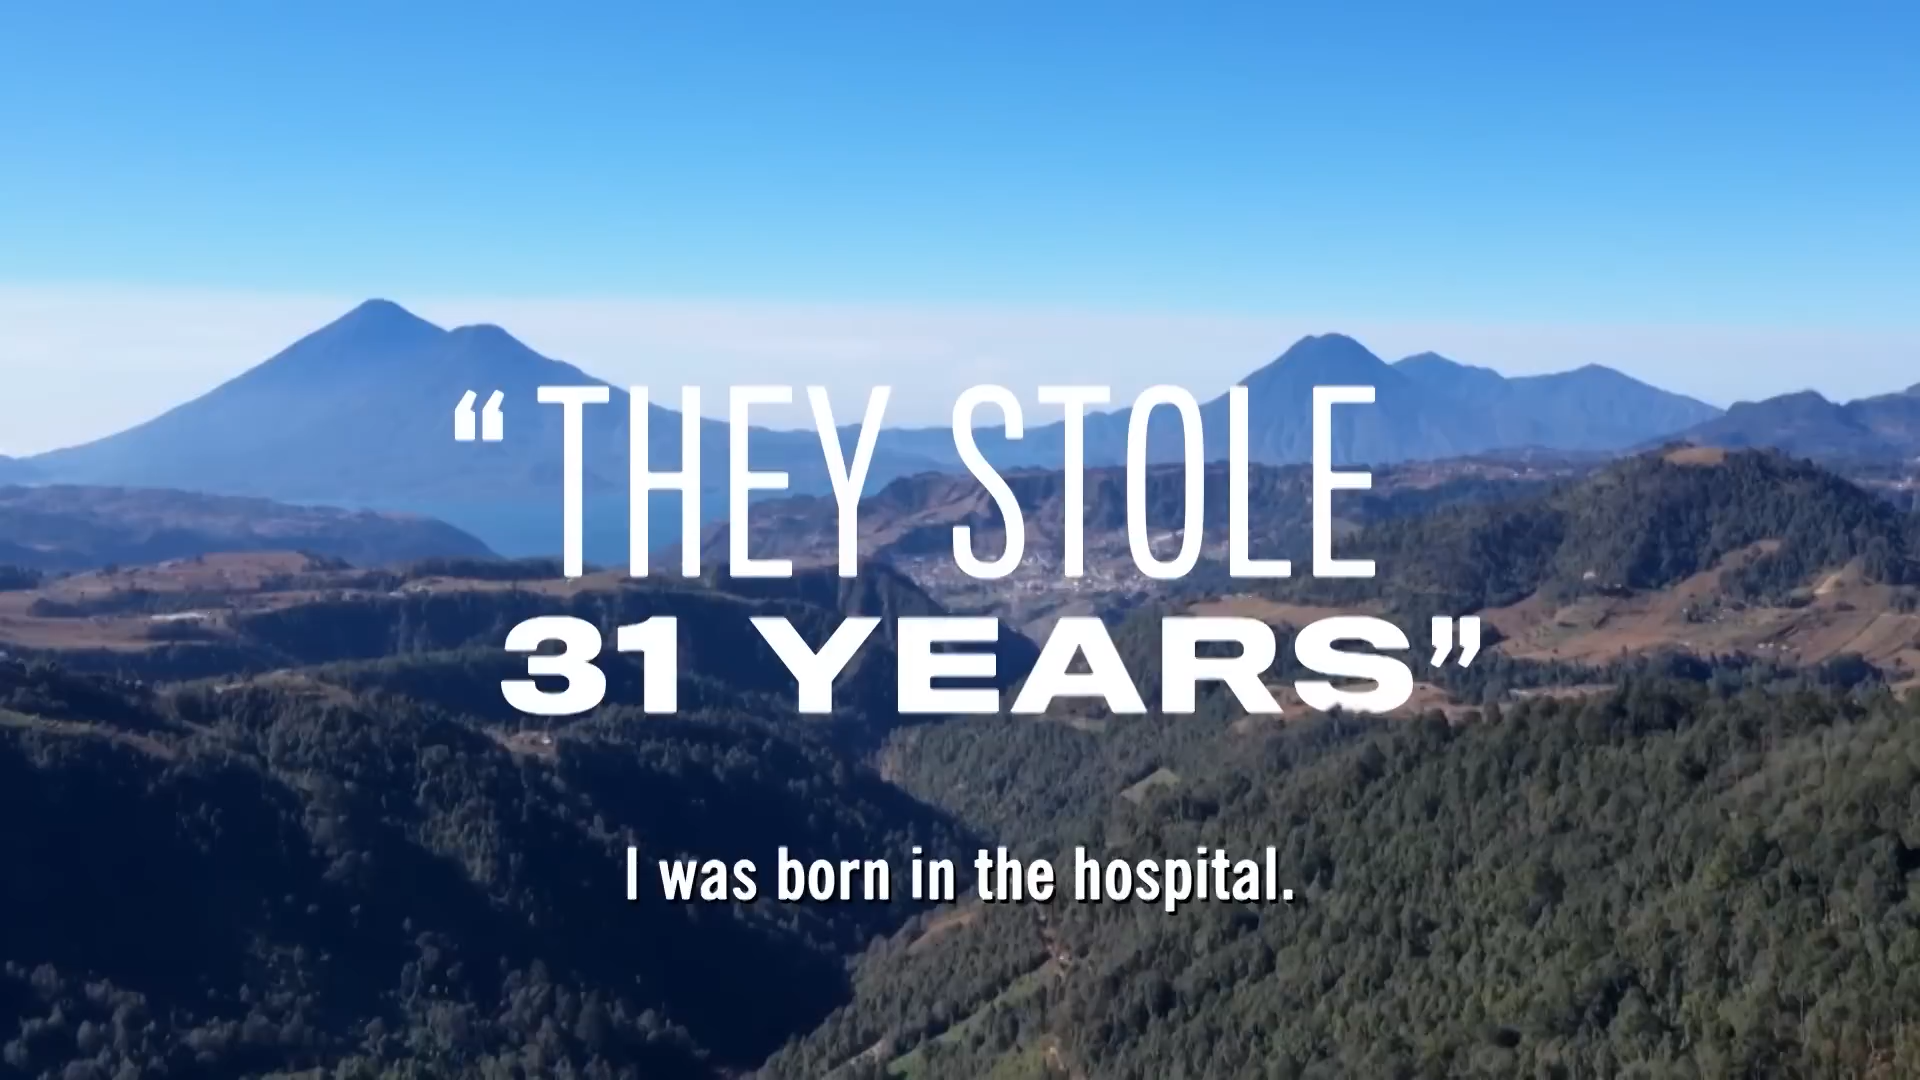 “THEY STOLE
31 YEARS”
I was born in the hospital.